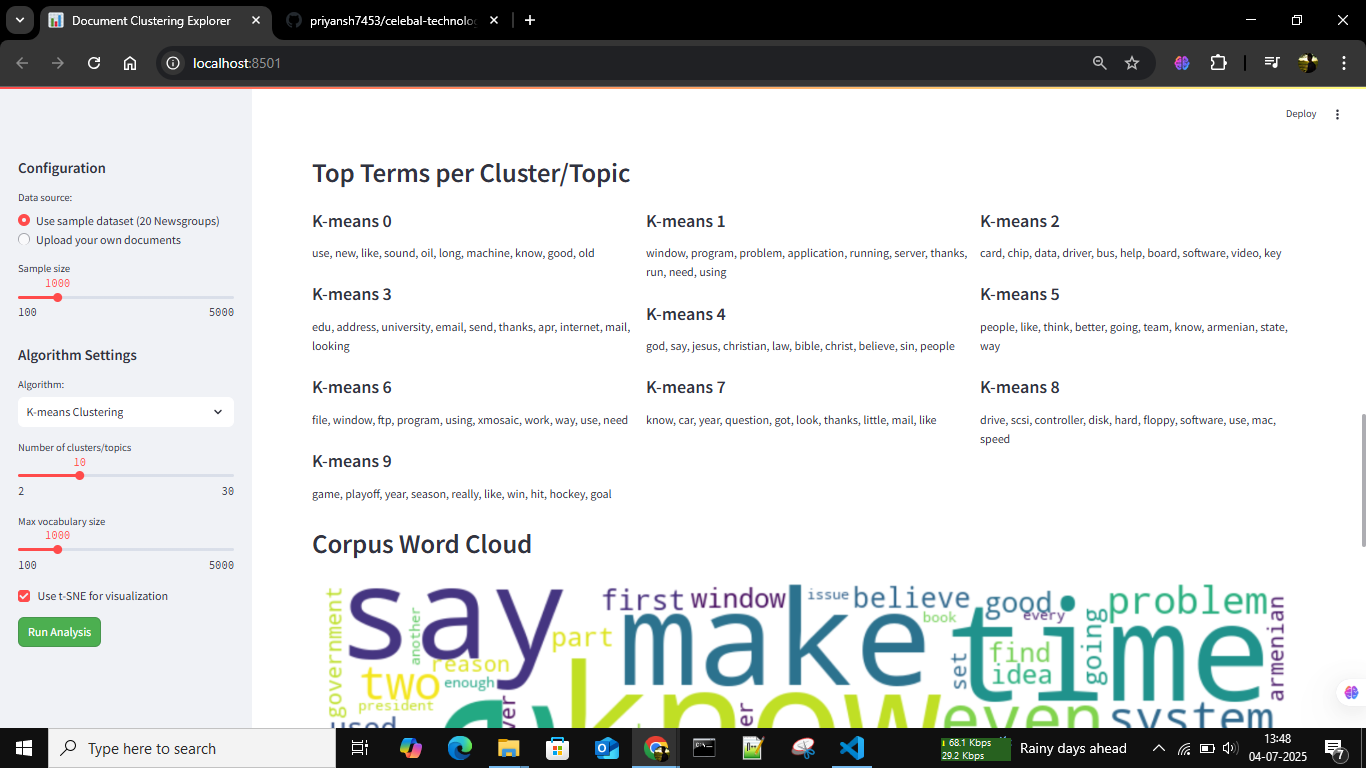 Document Clustering Explorer
priyansh7453/celebal-technolog
localhost:8501
Deploy
Configuration
Data source:
Use sample dataset (20 Newsgroups)
Upload your own documents
Sample size
1000
100 5000
Algorithm Settings
Algorithm:
K-means Clustering
Number of clusters/topics
10
2 30
Max vocabulary size
1000
100 5000
Use t-SNE for visualization
Run Analysis
Top Terms per Cluster/Topic
K-means 0
use, new, like, sound, oil, long, machine, know, good, old
K-means 1
window, program, problem, application, running, server, thanks,
run, need, using
K-means 2
card, chip, data, driver, bus, help, board, software, video, key
K-means 3
edu, address, university, email, send, thanks, apr, internet, mail,
looking
K-means 4
god, say, jesus, christian, law, bible, christ, believe, sin, people
K-means 5
people, like, think, better, going, team, know, armenian, state,
way
K-means 6
file, window, ftp, program, using, xmosaic, work, way, use, need
K-means 7
know, car, year, question, got, look, thanks, little, mail, like
K-means 8
drive, scsi, controller, disk, hard, floppy, software, use, mac,
speed
K-means 9
game, playoff, year, season, really, like, win, hit, hockey, goal
Corpus Word Cloud
government
say
another
first
window
issue
believe
good
every
problem
part
make
book
time
going
find
idea
set
armenian
reason
two
enough
president
know
even
system
used
Type here to search
68.1 Kbps
29.2 Kbps
Rainy days ahead
13:48
04-07-2025
7